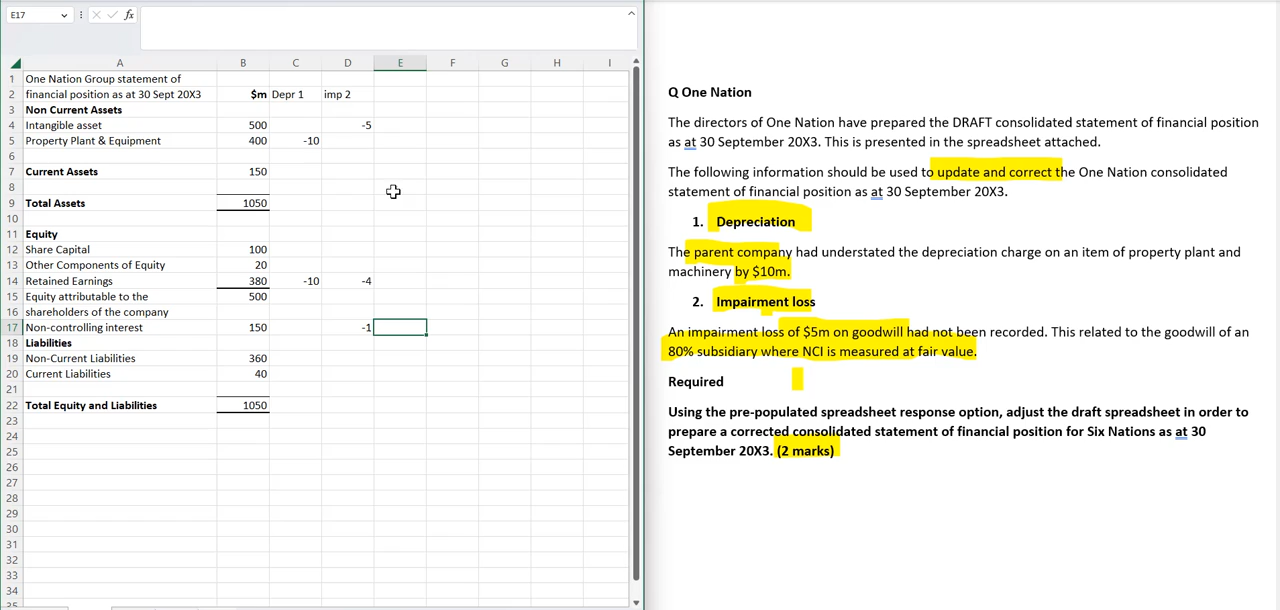 E17
fx
A B C D E F G H I
1 One Nation Group statement of
2 financial position as at 30 Sept 20X3 $m Depr 1 imp 2
3 Non Current Assets
4 Intangible asset 500 -5
5 Property Plant & Equipment 400 -10
6
7 Current Assets 150
8
9 Total Assets 1050
10
11 Equity
12 Share Capital 100
13 Other Components of Equity 20
14 Retained Earnings 380 -10 -4
15 Equity attributable to the 500
16 shareholders of the company
17 Non-controlling interest 150 -1
18 Liabilities
19 Non-Current Liabilities 360
20 Current Liabilities 40
21
22 Total Equity and Liabilities 1050
23
24
25
26
27
28
29
30
31
32
33
34
35
Q One Nation
The directors of One Nation have prepared the DRAFT consolidated statement of financial position
as at 30 September 20X3. This is presented in the spreadsheet attached.
The following information should be used to update and correct the One Nation consolidated
statement of financial position as at 30 September 20X3.
1. Depreciation
The parent company had understated the depreciation charge on an item of property plant and
machinery by $10m.
2. Impairment loss
An impairment loss of $5m on goodwill had not been recorded. This related to the goodwill of an
80% subsidiary where NCI is measured at fair value.
Required
Using the pre-populated spreadsheet response option, adjust the draft spreadsheet in order to
prepare a corrected consolidated statement of financial position for Six Nations as at 30
September 20X3. (2 marks)